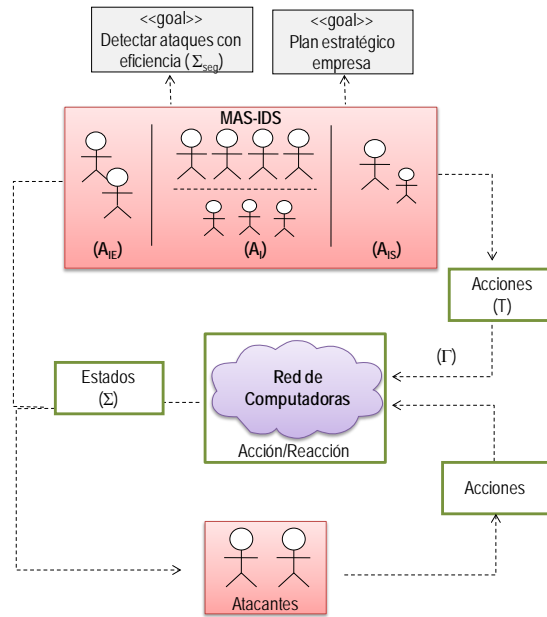 <<goal>>
Detectar ataques con
eficiencia (Σseg)
<<goal>>
Plan estratégico
empresa
MAS-IDS
(AIE)
(AI)
(AIS)
Acciones
(T)
(Γ)
Estados
(Σ)
Red de
Computadoras
Acción/Reacción
Acciones
Atacantes